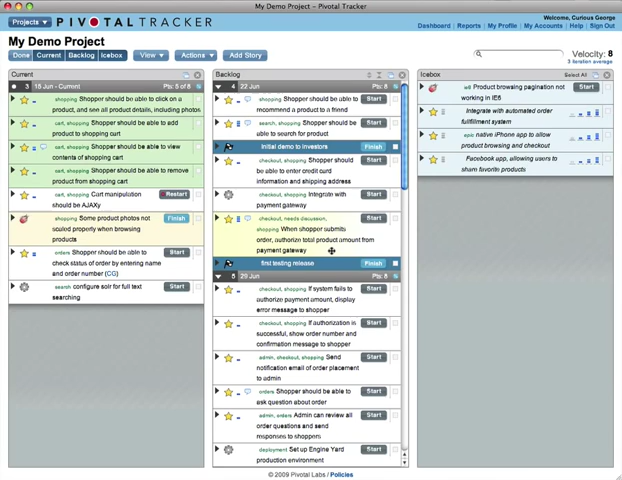 My Demo Project – Pivotal Tracker
Projects
PIVOTAL TRACKER
Welcome, Curious George
Dashboard | Reports | My Profile | My Accounts | Help | Sign Out
My Demo Project
Done
Current
Backlog
Icebox
View
Actions
Add Story
Velocity: 8
3 iteration average
Current
3 15 Jun - Current Pts: 5 of 8
shopping Shopper should be able to click on a
product, and see all product details, including photos
cart, shopping Shopper should be able to add
product to shopping cart
cart, shopping Shopper should be able to view
contents of shopping cart
cart, shopping Shopper should be able to remove
product from shopping cart
cart, shopping Cart manipulation
should be AJAXy
Restart
shopping Some product photos not
scaled properly when browsing
products
Finish
orders Shopper should be able to
check status of order by entering name
and order number (CG)
Start
search configure solr for full text
searching
Start
Backlog
4 22 Jun Pts: 8
shopping Shopper should be able to
recommend a product to a friend
Start
search, shopping Shopper should be
able to search for product
Start
Initial demo to investors
Finish
checkout, shopping Shopper should
be able to enter credit card
information and shipping address
Start
checkout, shopping Integrate with
payment gateway
Start
checkout, needs discussion,
shopping When shopper submits
order, authorize total product amount from
payment gateway
Start
first testing release
Finish
5 29 Jun Pts: 8
checkout, shopping If system fails to
authorize payment amount, display
error message to shopper
Start
checkout, shopping If authorization is
successful, show order number and
confirmation message to shopper
Start
admin, checkout, shopping Send
notification email of order placement
to admin
Start
orders Shopper should be able to
ask question about order
Start
admin, orders Admin can review all
order questions and send
responses to shoppers
Start
deployment Set up Engine Yard
production environment
Start
Icebox
Select All
ie6 Product browsing pagination not
working in IE6
Start
Integrate with automated order
fullfillment system
epic native iPhone app to allow
product browsing and checkout
Facebook app, allowing users to
share favorite products
© 2009 Pivotal Labs / Policies